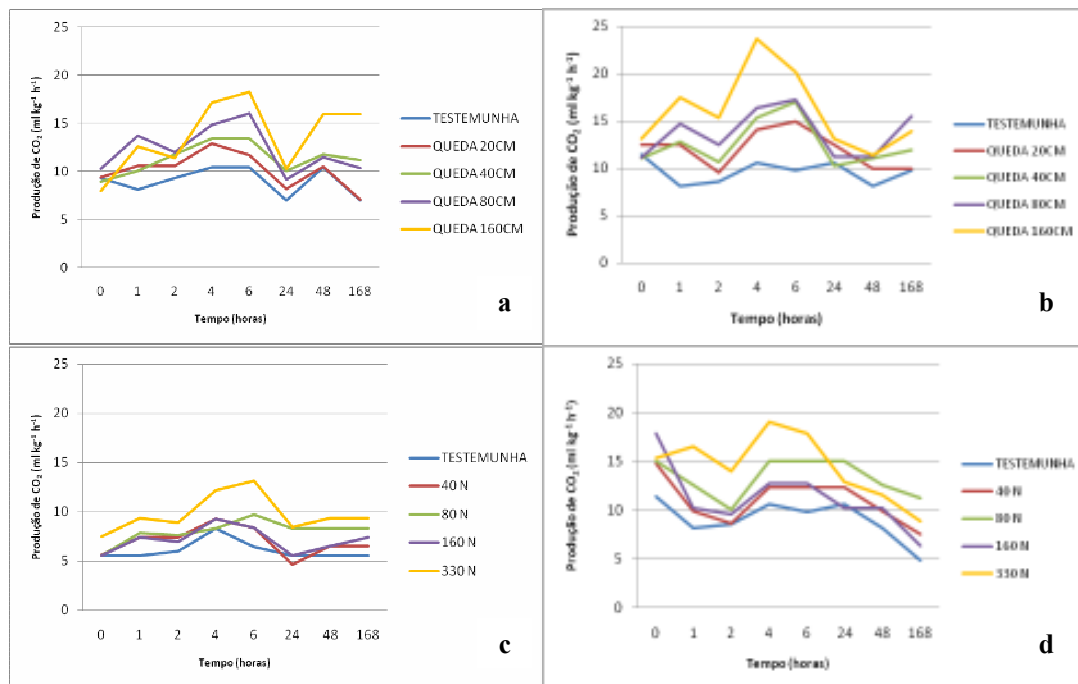 25
20
15
10
5
0
Produção de CO₂ (ml kg⁻¹ h⁻¹)
0 1 2 4 6 24 48 168
Tempo (horas)
TESTEMUNHA
QUEDA 20CM
QUEDA 40CM
QUEDA 80CM
QUEDA 160CM
a
25
20
15
10
5
0
Produção de CO₂ (ml kg⁻¹ h⁻¹)
0 1 2 4 6 24 48 168
Tempo (horas)
TESTEMUNHA
QUEDA 20CM
QUEDA 40CM
QUEDA 80CM
QUEDA 160CM
b
25
20
15
10
5
0
Produção de CO₂ (ml kg⁻¹ h⁻¹)
0 1 2 4 6 24 48 168
Tempo (horas)
TESTEMUNHA
40 N
80 N
160 N
330 N
c
25
20
15
10
5
0
Produção de CO₂ (ml kg⁻¹ h⁻¹)
0 1 2 4 6 24 48 168
Tempo (horas)
TESTEMUNHA
40 N
80 N
160 N
330 N
d